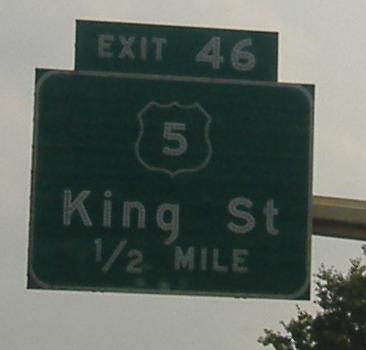 EXIT 46
5
King St
1/2 MILE